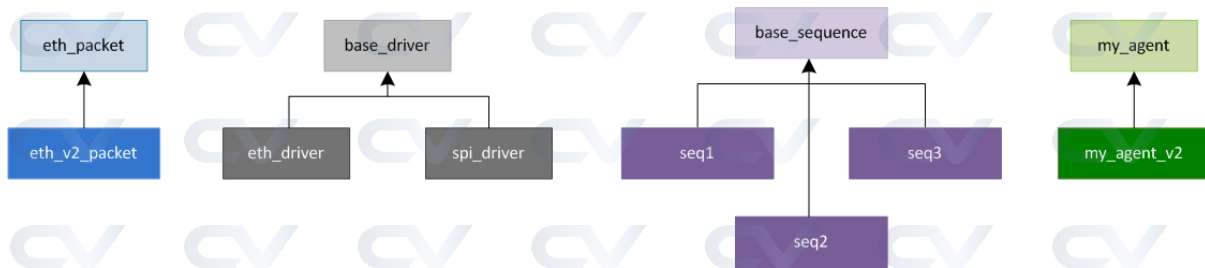 eth_packet
base_driver
base_sequence
my_agent
eth_v2_packet
eth_driver
spi_driver
seq1
seq3
my_agent_v2
seq2